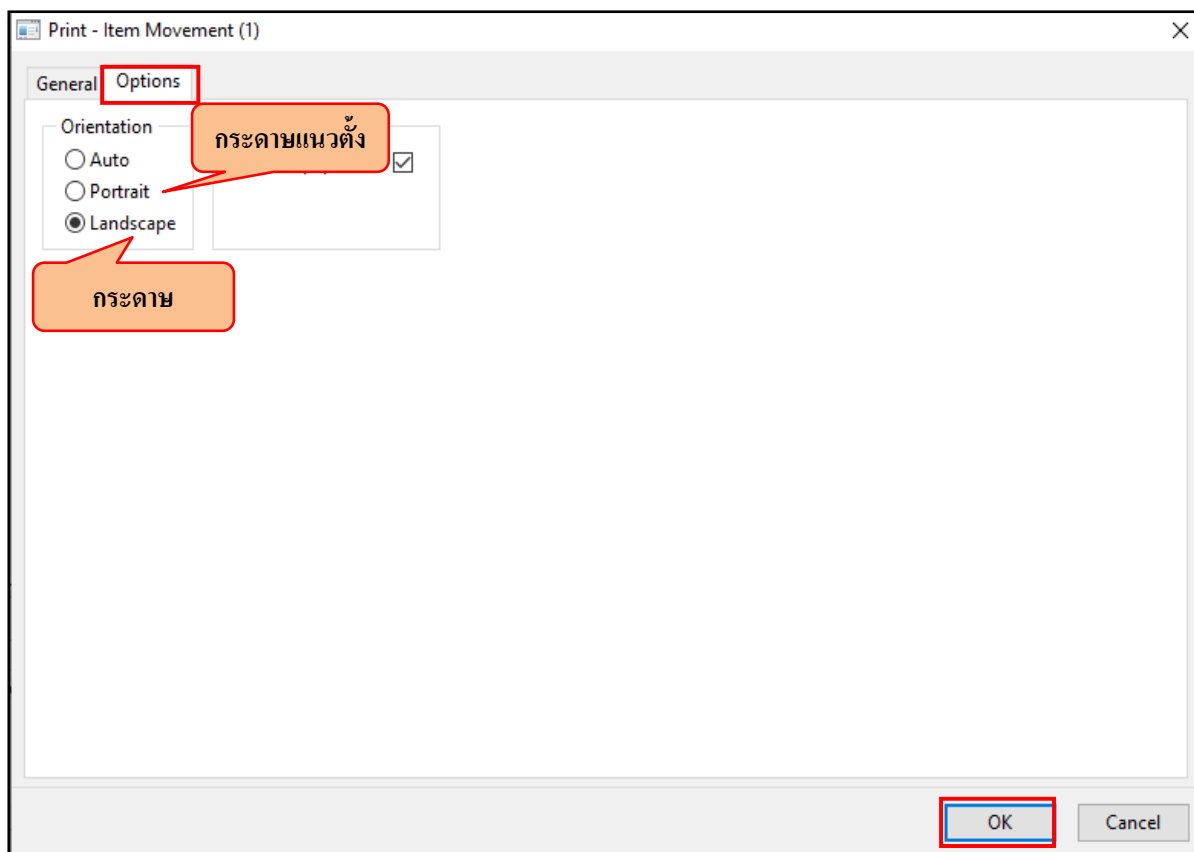 Print - Item Movement (1)
General
Options
Orientation
กระดาษแนวตั้ง
Auto
Portrait
Landscape
กระดาษ
OK
Cancel